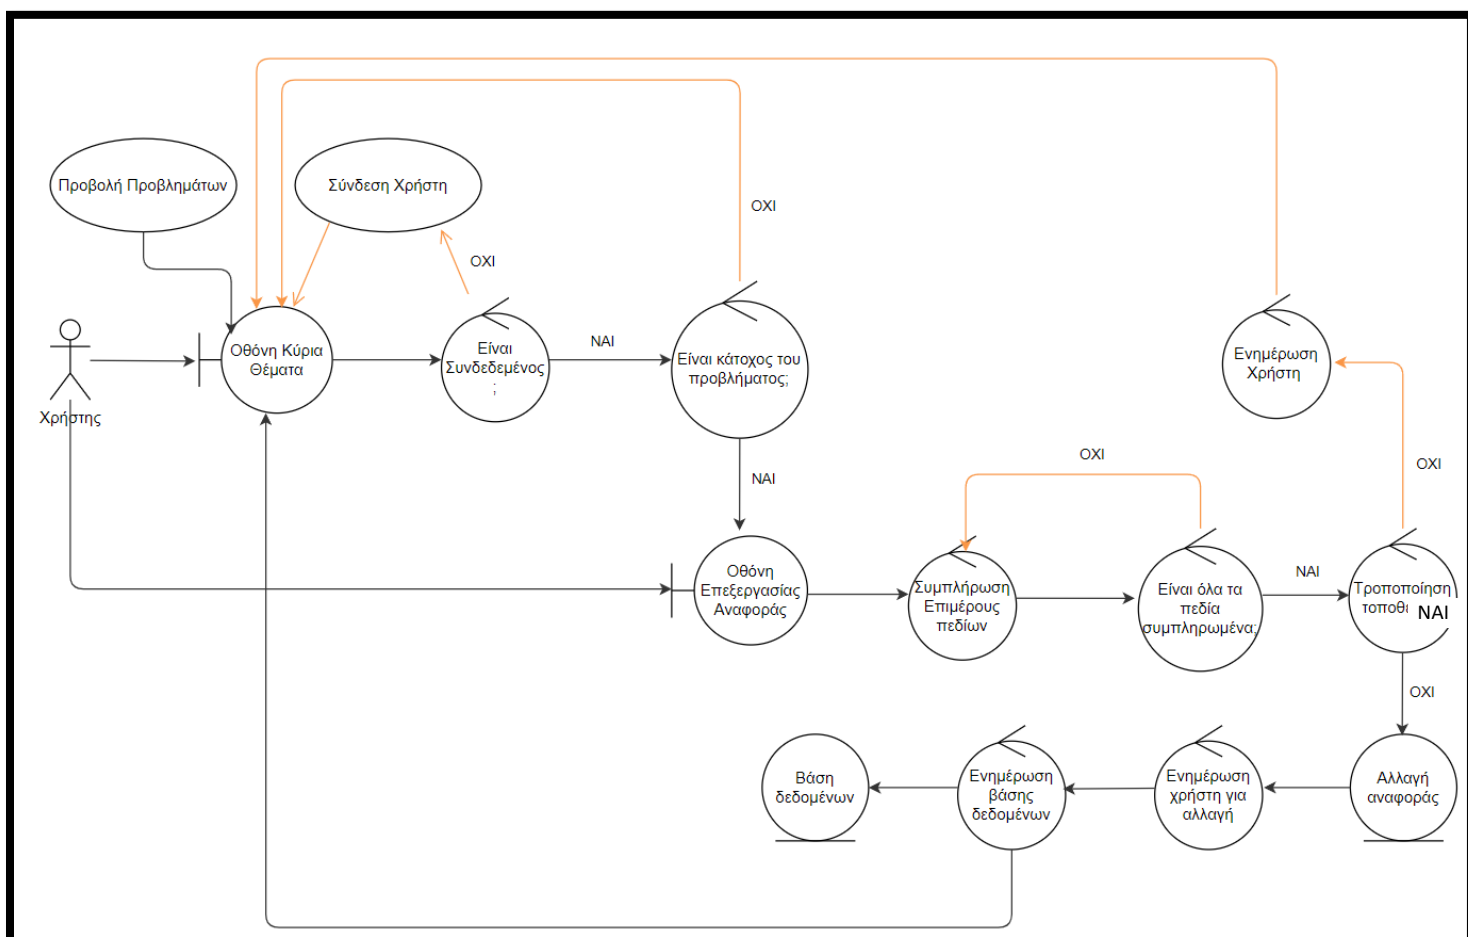 ΟΧΙ
Προβολή Προβλημάτων
Σύνδεση Χρήστη
ΟΧΙ
Οθόνη Κύρια
Θέματα
Είναι
Συνδεδεμένος
;
ΝΑΙ
Είναι κάτοχος του
προβλήματος;
Ενημέρωση
Χρήστη
Χρήστης
ΝΑΙ
ΟΧΙ
ΟΧΙ
Οθόνη
Επεξεργασίας
Αναφοράς
Συμπλήρωση
Επιμέρους
πεδίων
Είναι όλα τα
πεδία
συμπληρωμένα;
ΝΑΙ
Τροποποίηση
ΝΑΙ
ΟΧΙ
Βάση
δεδομένων
Ενημέρωση
βάσης
δεδομένων
Ενημέρωση
χρήστη για
αλλαγή
Αλλαγή
αναφοράς